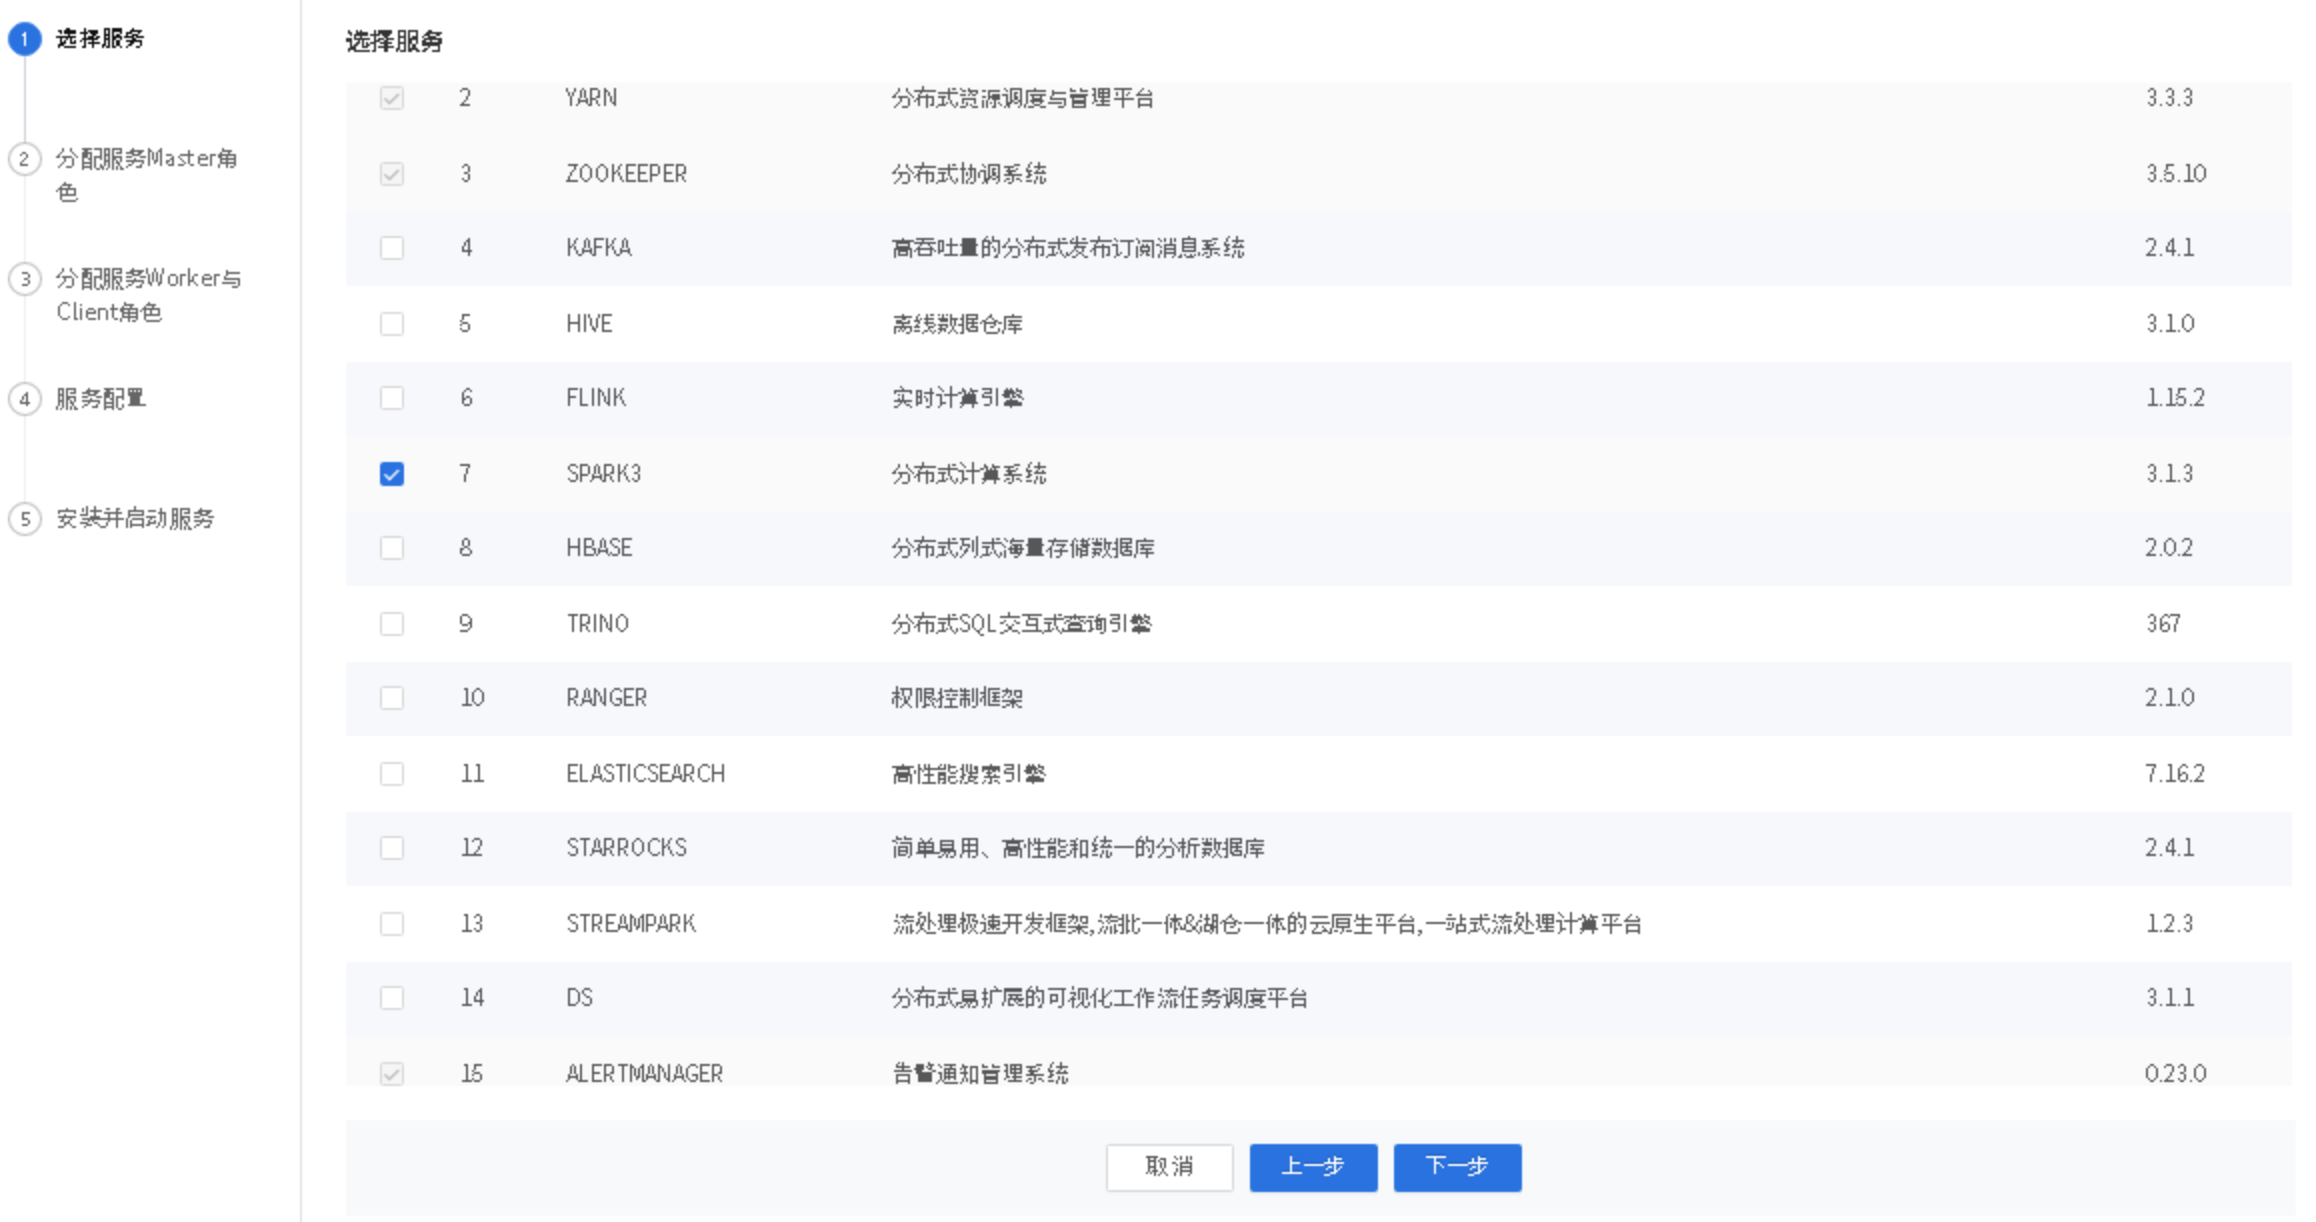 1 选择服务
2 分配服务Master角
色
3 分配服务Worker与
Client角色
4 服务配置
5 安装并启动服务
选择服务
2 YARN 分布式资源调度与管理平台 3.3.3
3 ZOOKEEPER 分布式协调系统 3.5.10
4 KAFKA 高吞吐量的分布式发布订阅消息系统 2.4.1
5 HIVE 离线数据仓库 3.1.0
6 FLINK 实时计算引擎 1.15.2
7 SPARK3 分布式计算系统 3.1.3
8 HBASE 分布式列式海量存储数据库 2.0.2
9 TRINO 分布式SQL交互式查询引擎 367
10 RANGER 权限控制框架 2.1.0
11 ELASTICSEARCH 高性能搜索引擎 7.16.2
12 STARROCKS 简单易用、高性能和统一的分析数据库 2.4.1
13 STREAMPARK 流处理极速开发框架,流批一体&湖仓一体的云原生平台,一站式流处理计算平台 1.2.3
14 DS 分布式易扩展的可视化工作流任务调度平台 3.1.1
15 ALERTMANAGER 告警通知管理系统 0.23.0
取消 上一步 下一步